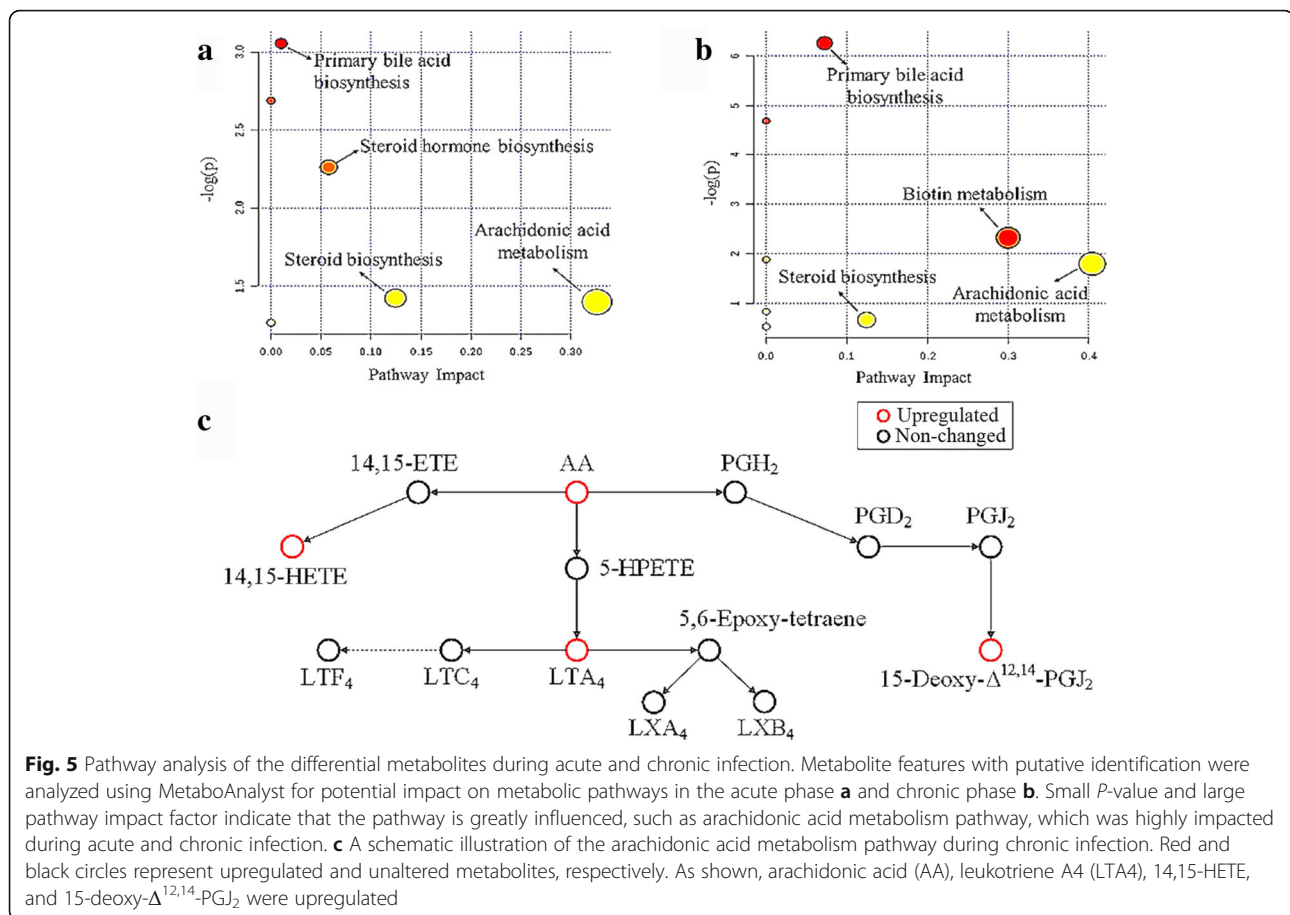 a
3.0
2.5
2.0
1.5
-log(p)
Primary bile acid
biosynthesis
Steroid hormone biosynthesis
Arachidonic acid
metabolism
Steroid biosynthesis
0.00 0.05 0.10 0.15 0.20 0.25 0.30
Pathway Impact
b
6
5
4
3
2
1
-log(p)
Primary bile acid
biosynthesis
Biotin metabolism
Steroid biosynthesis
Arachidonic acid
metabolism
0.0 0.1 0.2 0.3 0.4
Pathway Impact
Upregulated
Non-changed
c
14,15-ETE AA PGH₂
PGD₂ PGJ₂
14,15-HETE 5-HPETE
5,6-Epoxy-tetraene
LTF₄ LTC₄ LTA₄ 15-Deoxy-Δ¹²,¹⁴-PGJ₂
LXA₄ LXB₄
Fig. 5 Pathway analysis of the differential metabolites during acute and chronic infection. Metabolite features with putative identification were
analyzed using MetaboAnalyst for potential impact on metabolic pathways in the acute phase a and chronic phase b. Small P-value and large
pathway impact factor indicate that the pathway is greatly influenced, such as arachidonic acid metabolism pathway, which was highly impacted
during acute and chronic infection. c A schematic illustration of the arachidonic acid metabolism pathway during chronic infection. Red and
black circles represent upregulated and unaltered metabolites, respectively. As shown, arachidonic acid (AA), leukotriene A4 (LTA4), 14,15-HETE,
and 15-deoxy-Δ¹²,¹⁴-PGJ₂ were upregulated